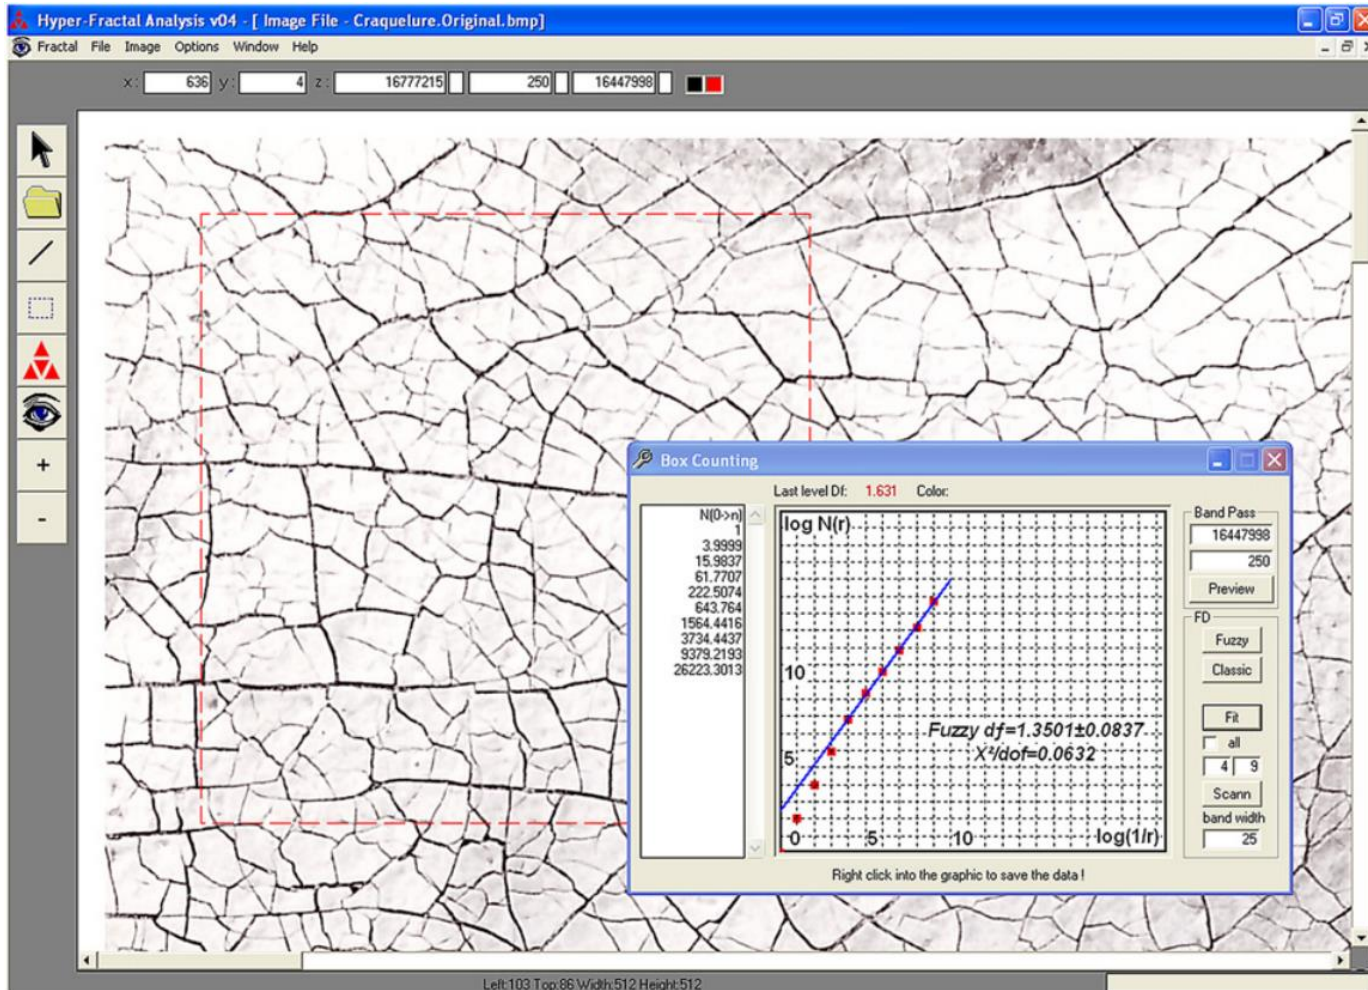 Hyper-Fractal Analysis v04 - [ Image File - Craquelure.Original.bmp]
Fractal File Image Options Window Help
x: 636 y: 4 z: 16777215 250 16447998
+
-
Box Counting
Last level Df: 1.631 Color:
N(0->n)
1
3.9999
15.9837
61.7707
222.5074
643.764
1564.4416
3734.4437
9379.2193
26223.3013
log N(r)
10
5
0 5 10 log(1/r)
Fuzzy df=1.3501±0.0837
X²/dof=0.0632
Band Pass
16447998
250
Preview
FD
Fuzzy
Classic
Fit
all
4 9
Scann
band width
25
Right click into the graphic to save the data !
Left:103 Top:86 Width:512 Height:512